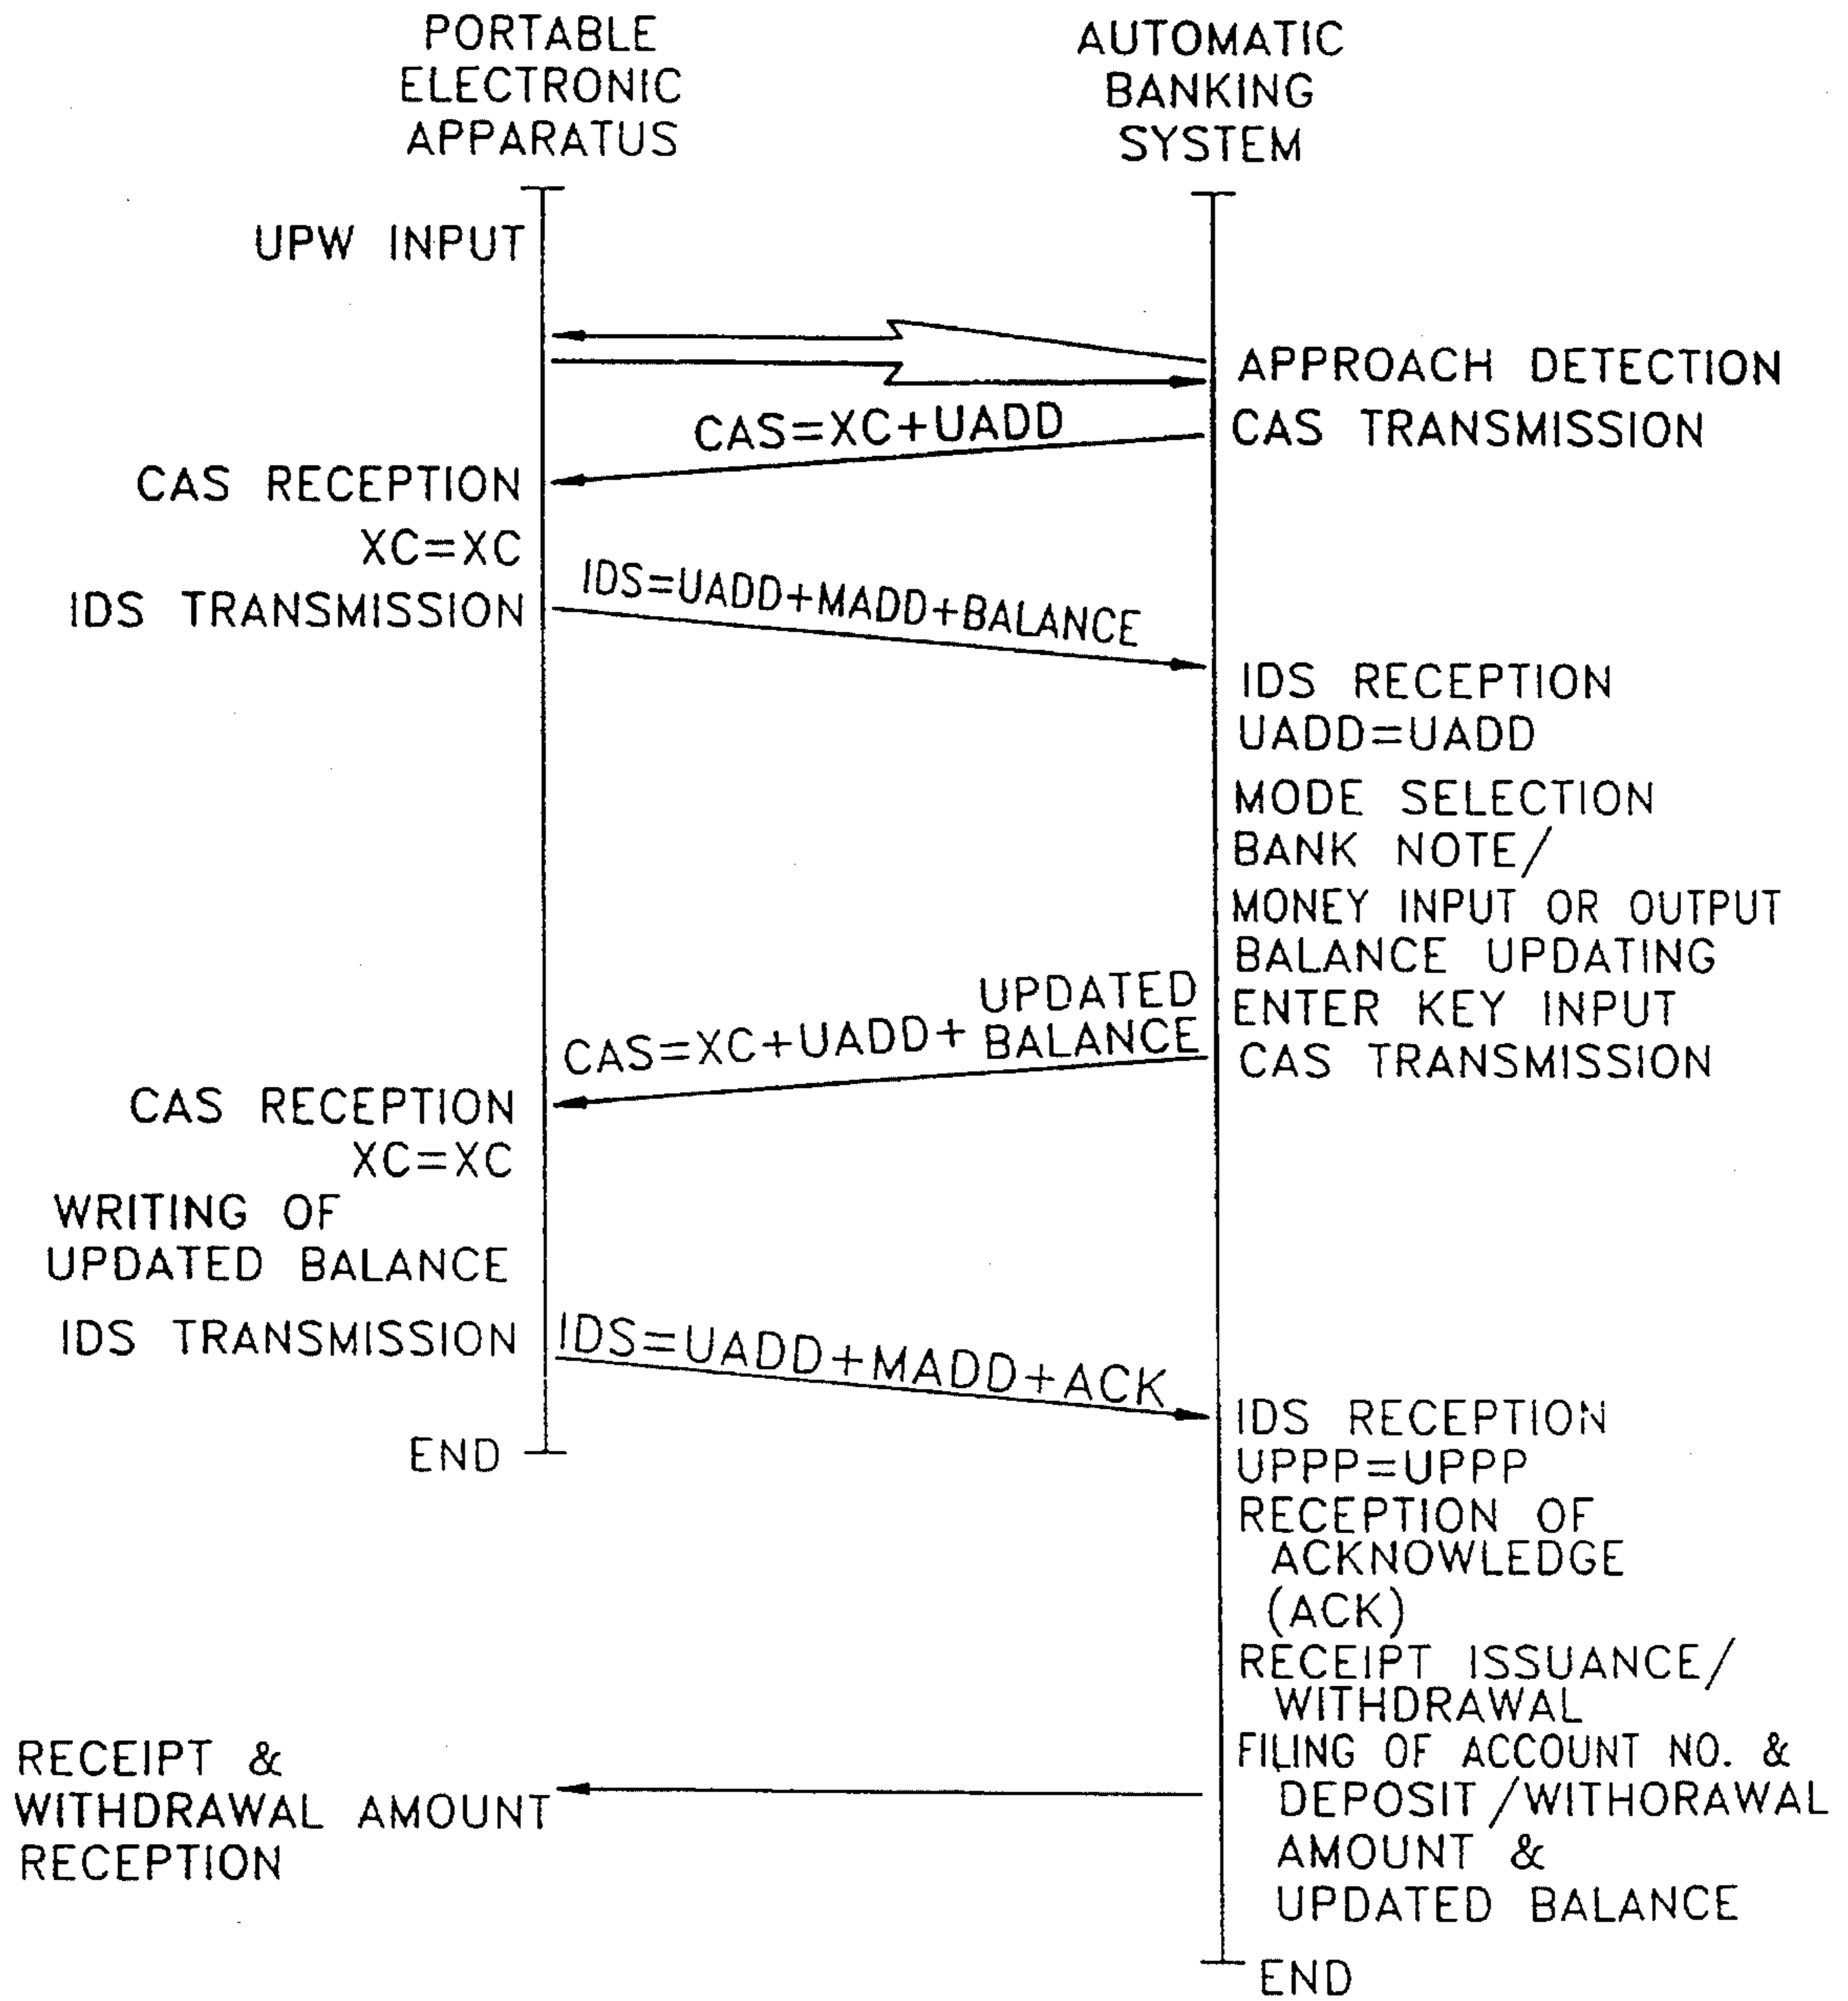 PORTABLE
ELECTRONIC
APPARATUS
AUTOMATIC
BANKING
SYSTEM
UPW INPUT
APPROACH DETECTION
CAS=XC+UADD
CAS TRANSMISSION
CAS RECEPTION
XC=XC
IDS TRANSMISSION
IDS=UADD+MADD+BALANCE
IDS RECEPTION
UADD=UADD
MODE SELECTION
BANK NOTE/
MONEY INPUT OR OUTPUT
BALANCE UPDATING
ENTER KEY INPUT
CAS TRANSMISSION
CAS=XC+UADD+ UPDATED
BALANCE
CAS RECEPTION
XC=XC
WRITING OF
UPDATED BALANCE
IDS TRANSMISSION
IDS=UADD+MADD+ACK
END
IDS RECEPTION
UPPP=UPPP
RECEPTION OF
ACKNOWLEDGE
(ACK)
RECEIPT ISSUANCE/
WITHDRAWAL
FILING OF ACCOUNT NO. &
DEPOSIT/WITHORAWAL
AMOUNT &
UPDATED BALANCE
RECEIPT &
WITHDRAWAL AMOUNT
RECEPTION
END